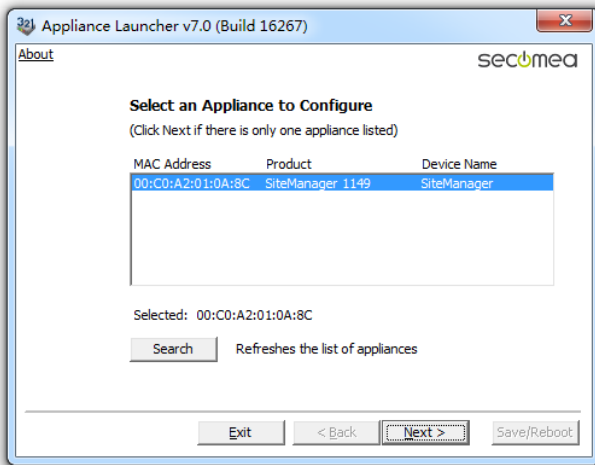 Appliance Launcher v7.0 (Build 16267)
About
secomea
Select an Appliance to Configure
(Click Next if there is only one appliance listed)
MAC Address Product Device Name
00:C0:A2:01:0A:8C SiteManager 1149 SiteManager
Selected: 00:C0:A2:01:0A:8C
Search Refreshes the list of appliances
Exit < Back Next > Save/Reboot